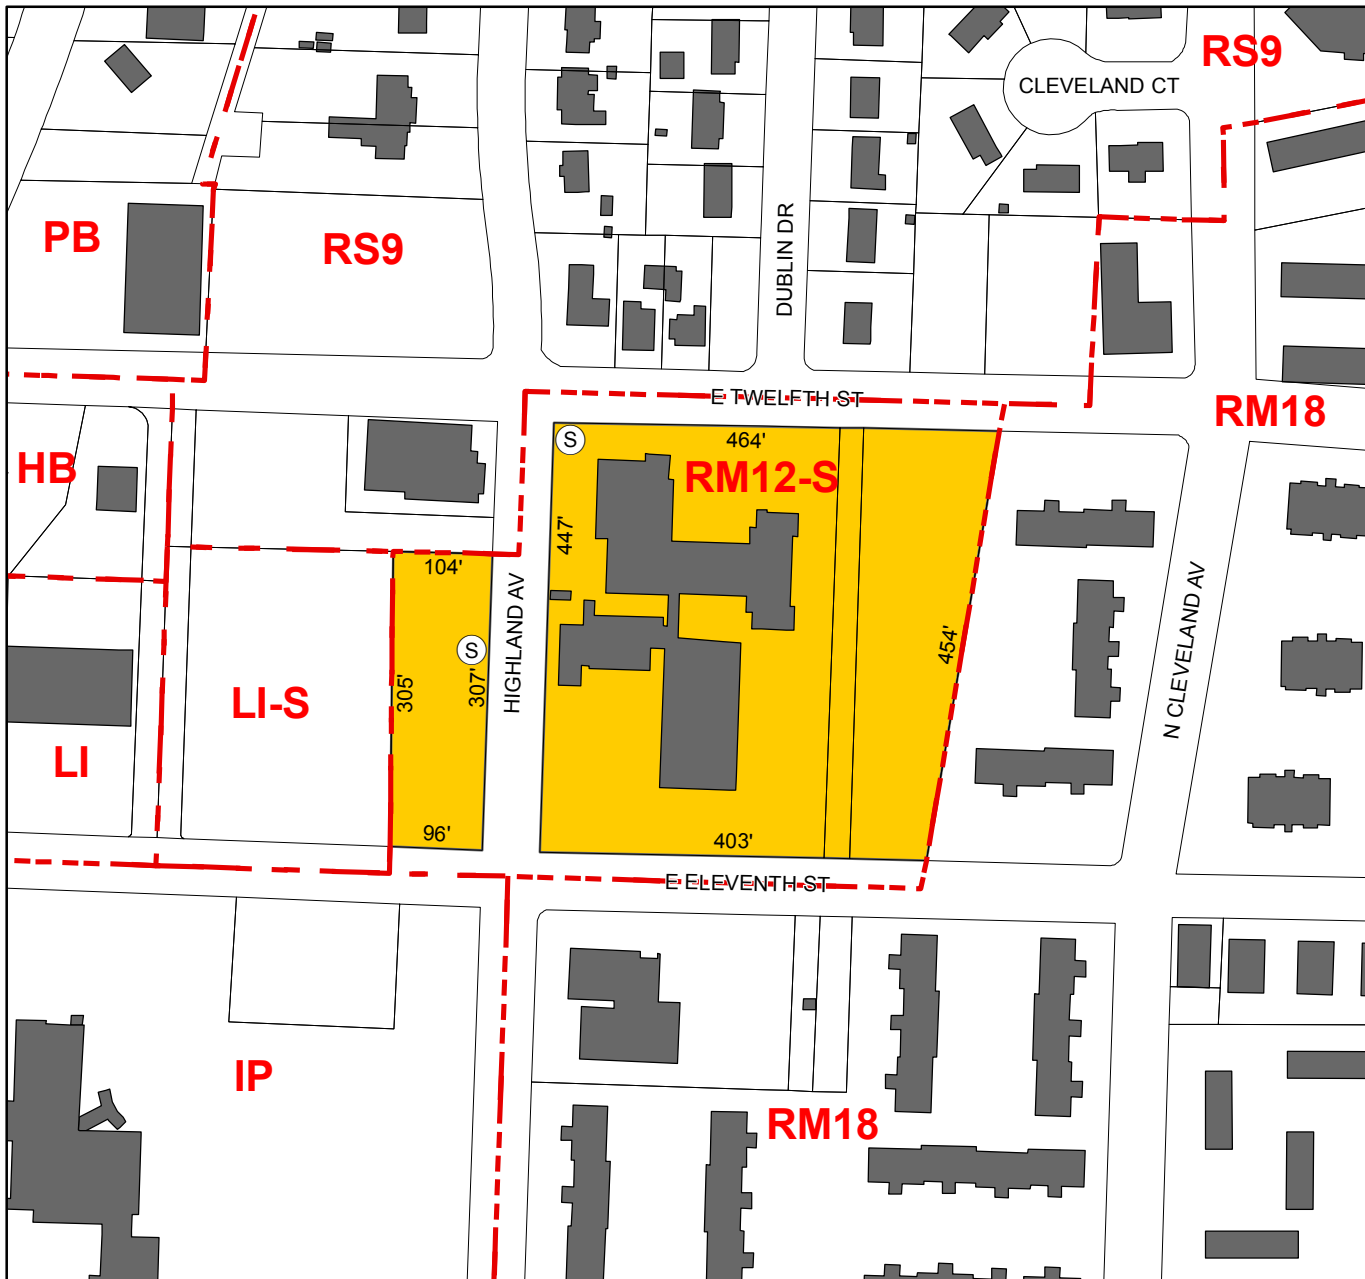 RS9
CLEVELAND CT
PB
RS9
DUBLIN DR
E TWELFTH ST
RM18
S
464'
HB
RM12-S
447'
104'
HIGHLAND AV
N CLEVELAND AV
454'
S
305'
307'
LI-S
LI
96'
403'
E ELEVENTH ST
IP
RM18